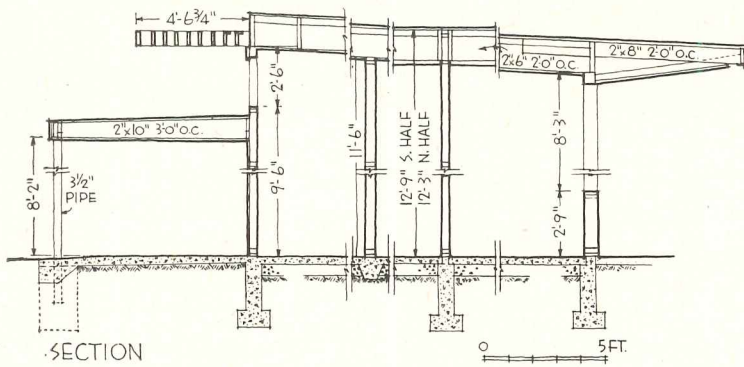 4'-6¾"
2"x8" 2'-0" O.C.
2"x6" 2'-0" O.C.
2'-6"
2"x10" 3'-0" O.C.
8'-3"
11'-6"
12'-9" S. HALF
12'-3" N. HALF
9'-6"
8'-2"
3½"
PIPE
2'-9"
SECTION
0 5 FT.